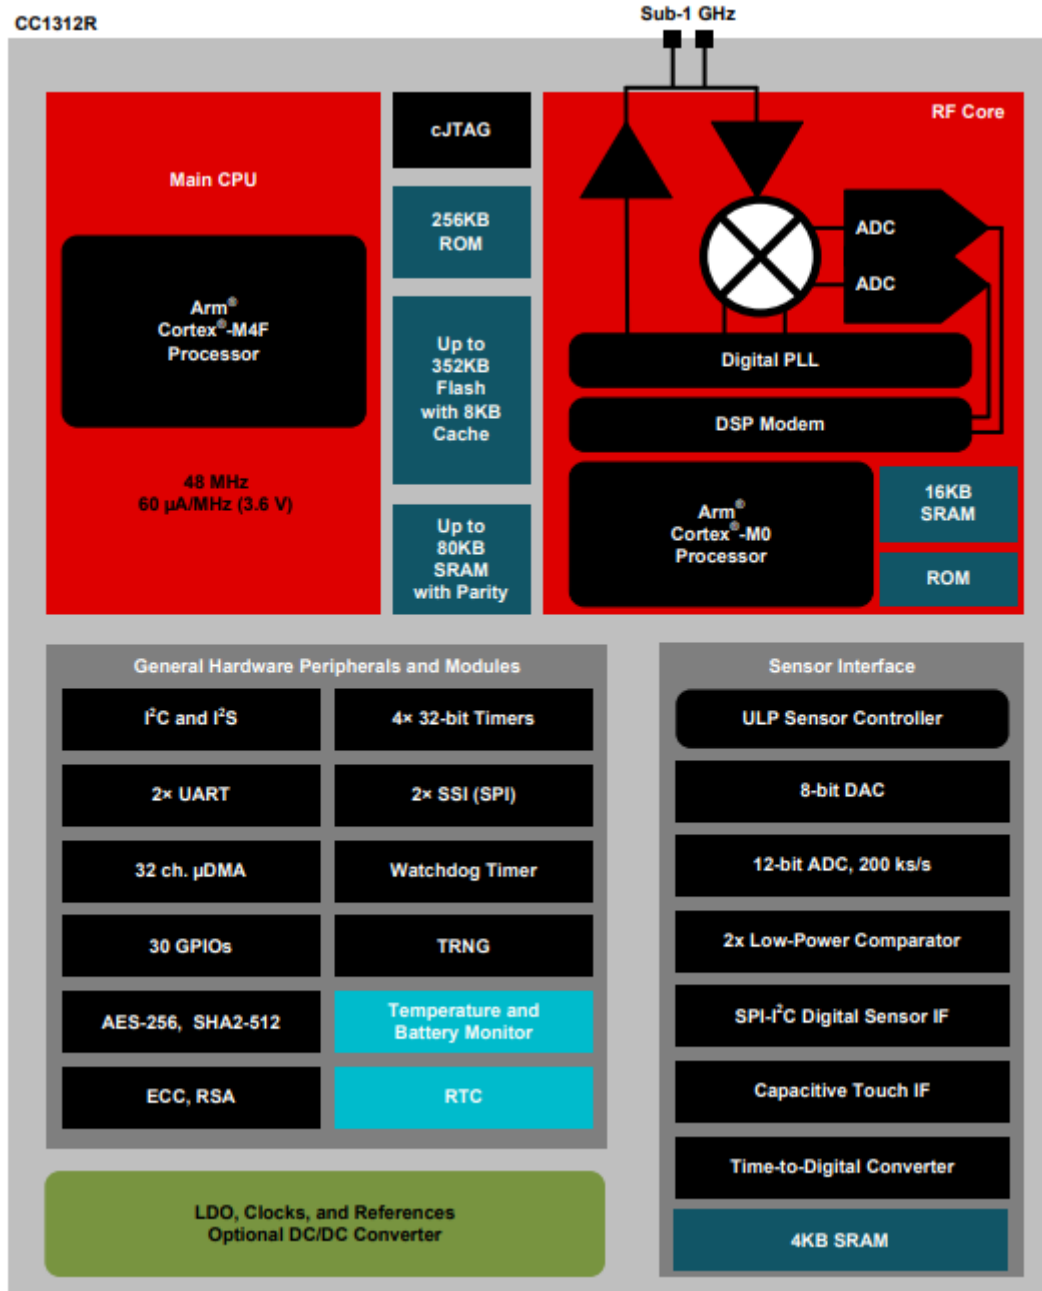 CC1312R
Sub-1 GHz
Main CPU
Arm®
Cortex®-M4F
Processor
48 MHz
60 µA/MHz (3.6 V)
cJTAG
256KB
ROM
Up to
352KB
Flash
with 8KB
Cache
Up to
80KB
SRAM
with Parity
RF Core
ADC
ADC
Digital PLL
DSP Modem
Arm®
Cortex®-M0
Processor
16KB
SRAM
ROM
General Hardware Peripherals and Modules
I²C and I²S
4× 32-bit Timers
2× UART
2× SSI (SPI)
32 ch. µDMA
Watchdog Timer
30 GPIOs
TRNG
AES-256, SHA2-512
Temperature and
Battery Monitor
ECC, RSA
RTC
LDO, Clocks, and References
Optional DC/DC Converter
Sensor Interface
ULP Sensor Controller
8-bit DAC
12-bit ADC, 200 ks/s
2x Low-Power Comparator
SPI-I²C Digital Sensor IF
Capacitive Touch IF
Time-to-Digital Converter
4KB SRAM